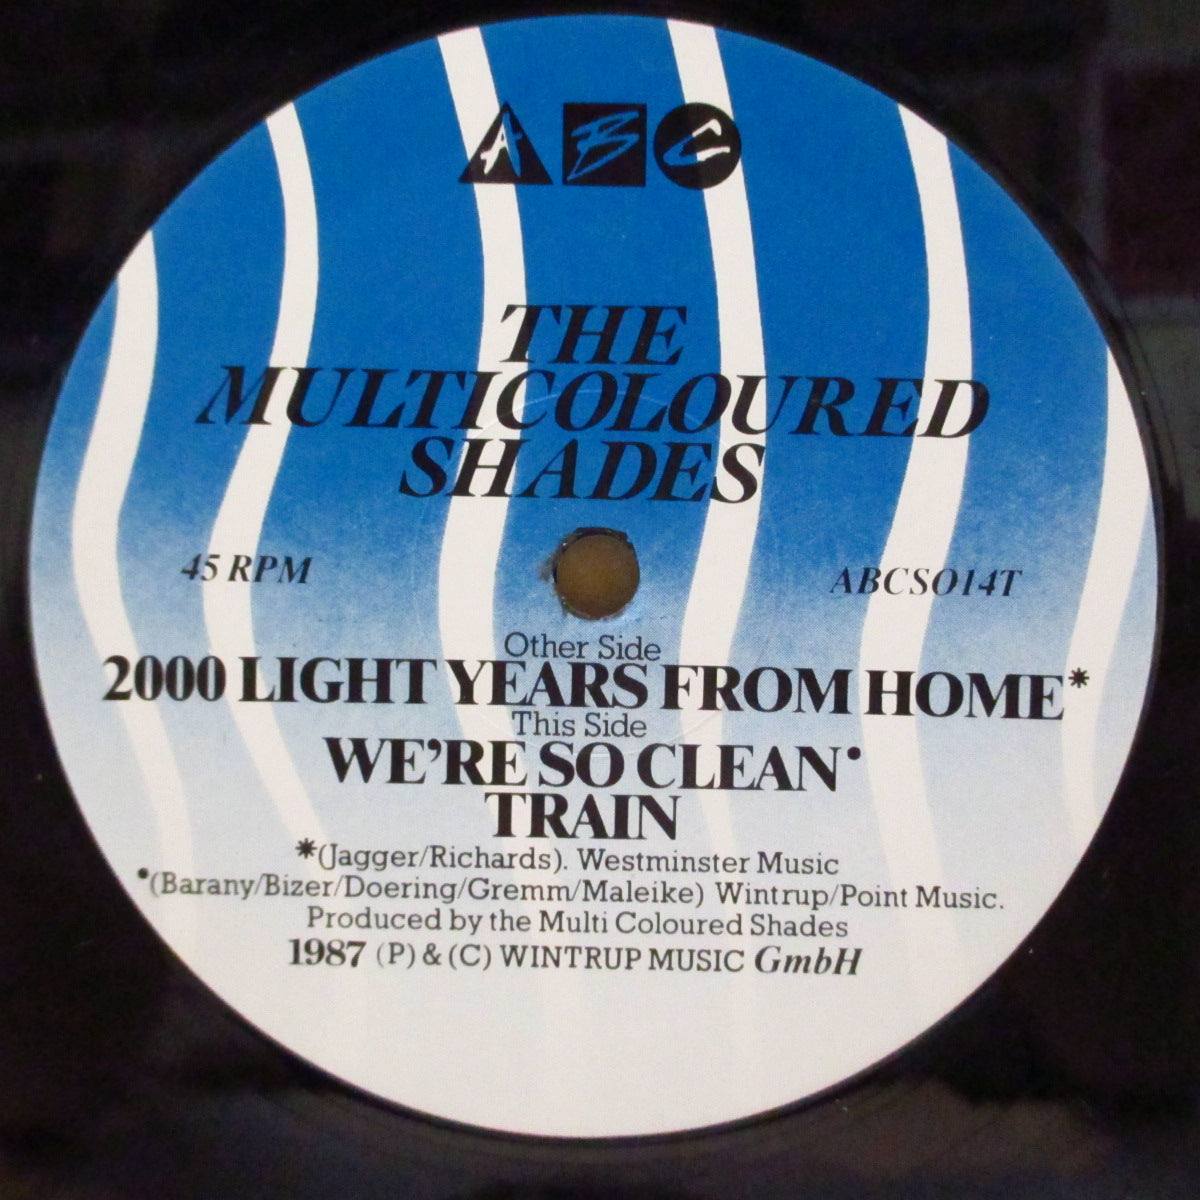 A B C
THE
MULTICOLOURED
SHADES
45 RPM ABCSO14T
Other Side
2000 LIGHT YEARS FROM HOME*
This Side
WE'RE SO CLEAN•
TRAIN
*(Jagger/Richards). Westminster Music
•(Barany/Bizer/Doering/Gremm/Maleike) Wintrup/Point Music.
Produced by the Multi Coloured Shades
1987 (P) & (C) WINTRUP MUSIC GmbH